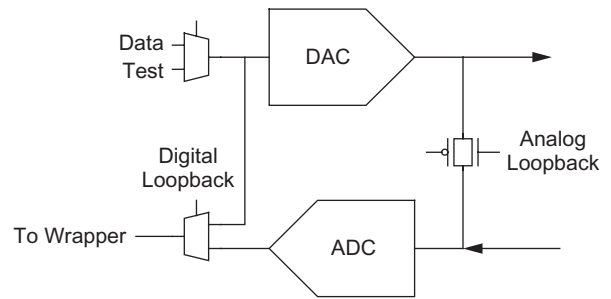 Data
Test
DAC
Digital
Loopback
Analog
Loopback
To Wrapper
ADC